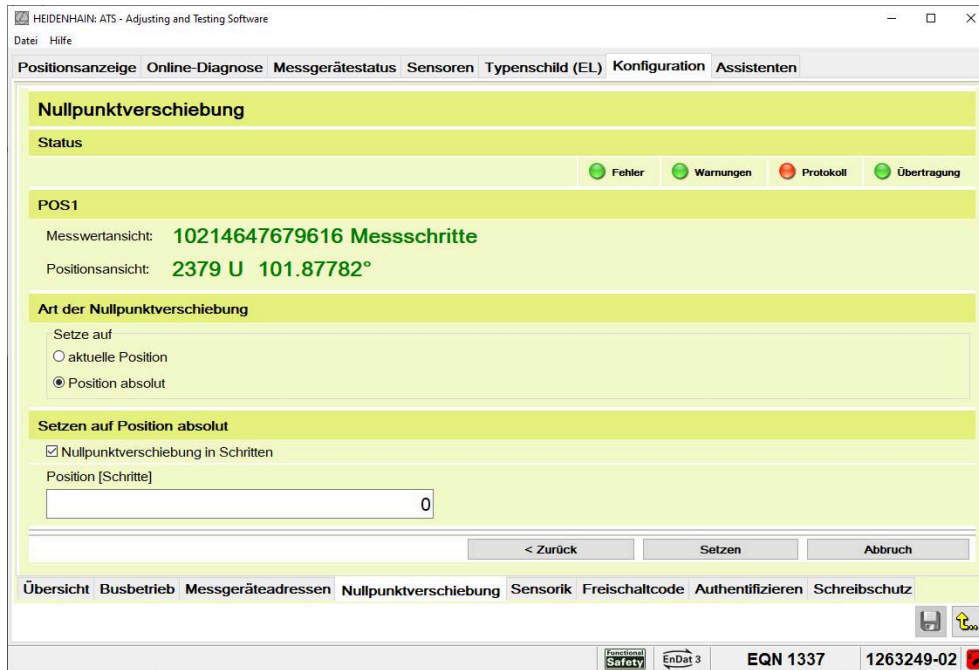 HEIDENHAIN: ATS - Adjusting and Testing Software
Datei Hilfe
Positionsanzeige Online-Diagnose Messgerätestatus Sensoren Typenschild (EL) Konfiguration Assistenten
Nullpunktverschiebung
Status
Fehler Warnungen Protokoll Übertragung
POS1
Messwertansicht: 10214647679616 Messschritte
Positionsansicht: 2379 U 101.87782°
Art der Nullpunktverschiebung
Setze auf
aktuelle Position
Position absolut
Setzen auf Position absolut
Nullpunktverschiebung in Schritten
Position [Schritte]
0
< Zurück Setzen Abbruch
Übersicht Busbetrieb Messgeräteadressen Nullpunktverschiebung Sensorik Freischaltcode Authentifizieren Schreibschutz
Functional Safety EnDat 3 EQN 1337 1263249-02